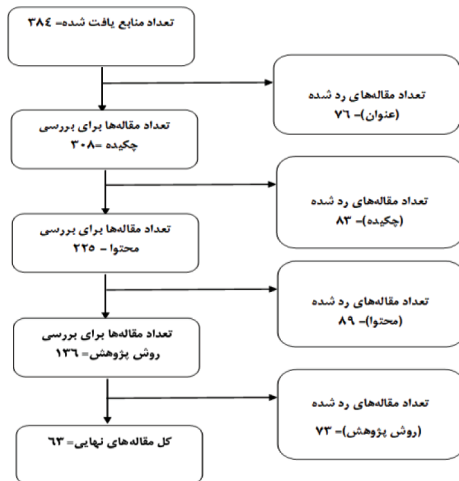 تعداد منابع یافت شده= ۳۸۴
تعداد مقاله‌های رد شده
(عنوان)= ۷۶
تعداد مقاله‌ها برای بررسی
چکیده =۳۰۸
تعداد مقاله‌های رد شده
(چکیده)= ۸۳
تعداد مقاله‌ها برای بررسی
محتوا = ۲۲۵
تعداد مقاله‌های رد شده
(محتوا)= ۸۹
تعداد مقاله‌ها برای بررسی
روش پژوهش= ۱۳۶
تعداد مقاله‌های رد شده
(روش پژوهش)= ۷۳
کل مقاله‌های نهایی= ۶۳